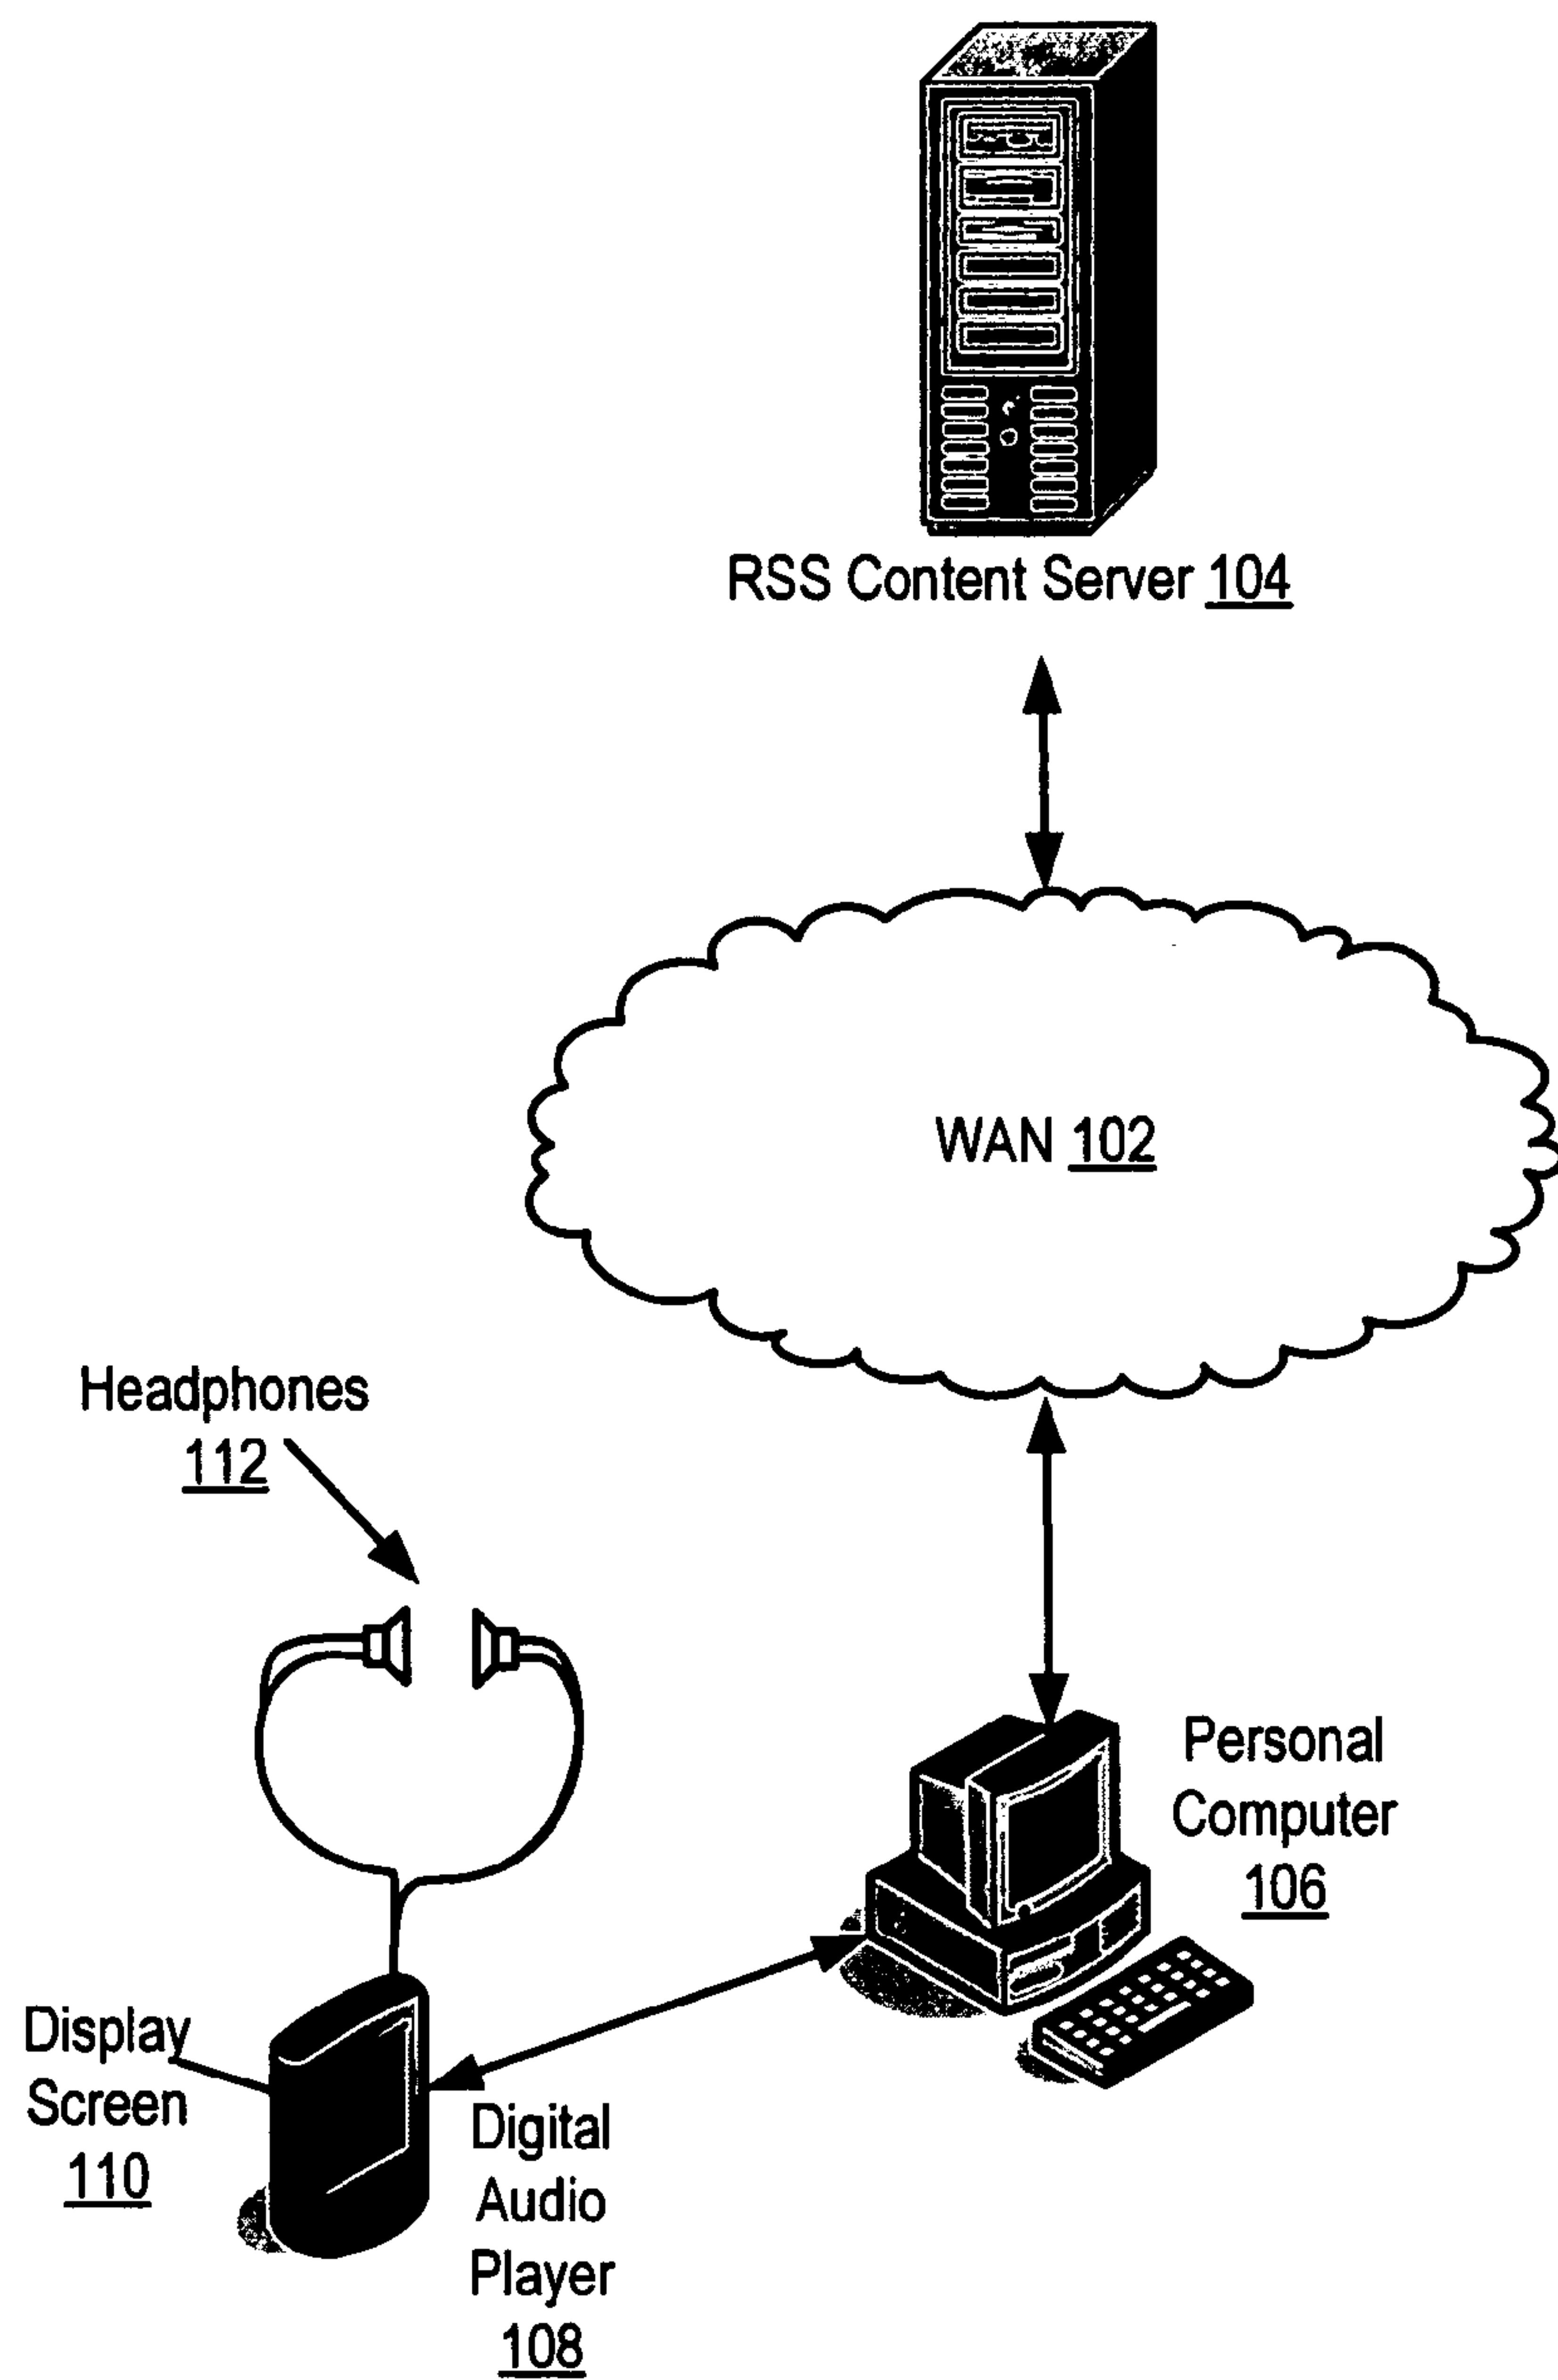 RSS Content Server 104
WAN 102
Headphones
112
Personal
Computer
106
Display
Screen
110
Digital
Audio
Player
108